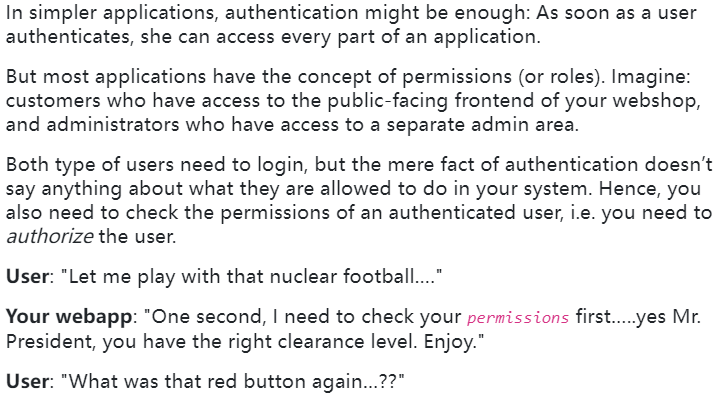 In simpler applications, authentication might be enough: As soon as a user
authenticates, she can access every part of an application.
But most applications have the concept of permissions (or roles). Imagine:
customers who have access to the public-facing frontend of your webshop,
and administrators who have access to a separate admin area.
Both type of users need to login, but the mere fact of authentication doesn’t
say anything about what they are allowed to do in your system. Hence, you
also need to check the permissions of an authenticated user, i.e. you need to
authorize the user.
User: "Let me play with that nuclear football…."
Your webapp: "One second, I need to check your permissions first…..yes Mr.
President, you have the right clearance level. Enjoy."
User: "What was that red button again…??"